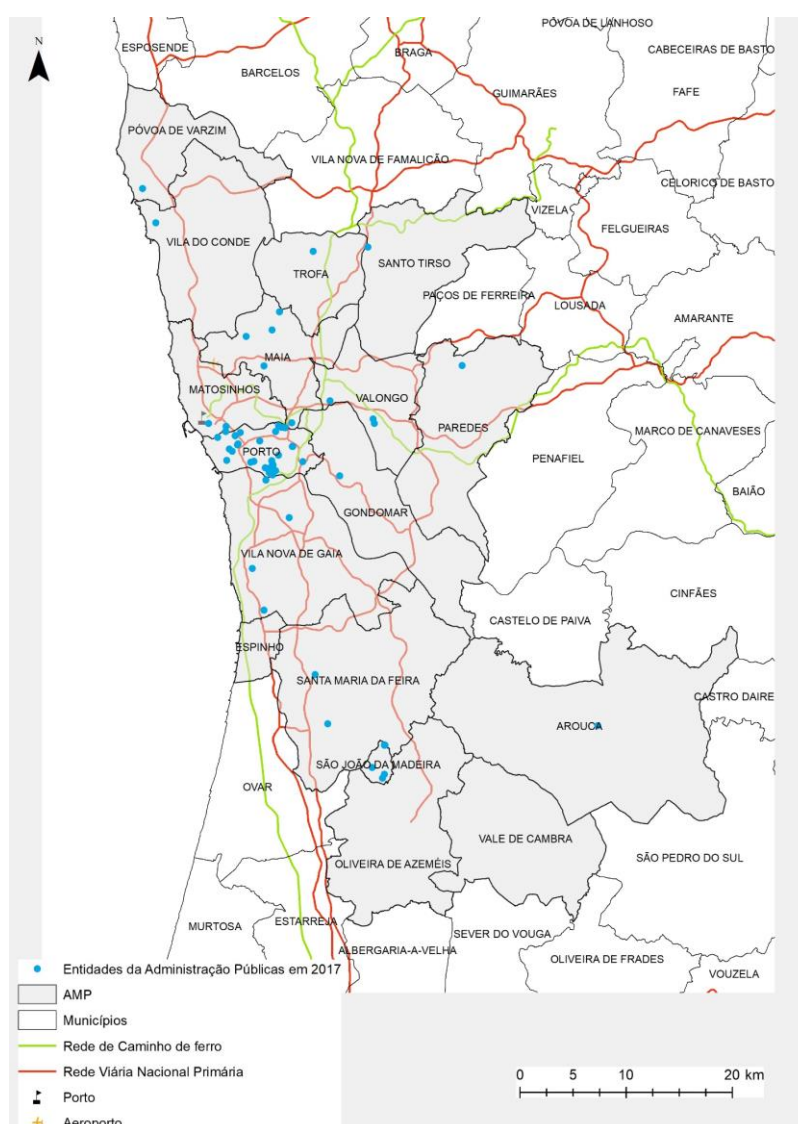 PÓVOA DE LANHOSO
N
ESPOSENDE
BRAGA
CABECEIRAS DE BASTO
BARCELOS
GUIMARÃES
FAFE
PÓVOA DE VARZIM
VILA NOVA DE FAMALICÃO
CELORICO DE BASTO
VIZELA
FELGUEIRAS
VILA DO CONDE
SANTO TIRSO
TROFA
PAÇOS DE FERREIRA
LOUSADA
AMARANTE
MAIA
MATOSINHOS
VALONGO
PAREDES
MARCO DE CANAVESES
PORTO
PENAFIEL
BAIÃO
GONDOMAR
VILA NOVA DE GAIA
CINFÃES
CASTELO DE PAIVA
ESPINHO
SANTA MARIA DA FEIRA
CASTRO DAIRE
AROUCA
SÃO JOÃO DA MADEIRA
OVAR
VALE DE CAMBRA
SÃO PEDRO DO SUL
OLIVEIRA DE AZEMÉIS
MURTOSA
ESTARREJA
SEVER DO VOUGA
ALBERGARIA-A-VELHA
OLIVEIRA DE FRADES
VOUZELA
Entidades da Administração Públicas em 2017
AMP
Municípios
Rede de Caminho de ferro
Rede Viária Nacional Primária
Porto
Aeroporto
0 5 10 20 km